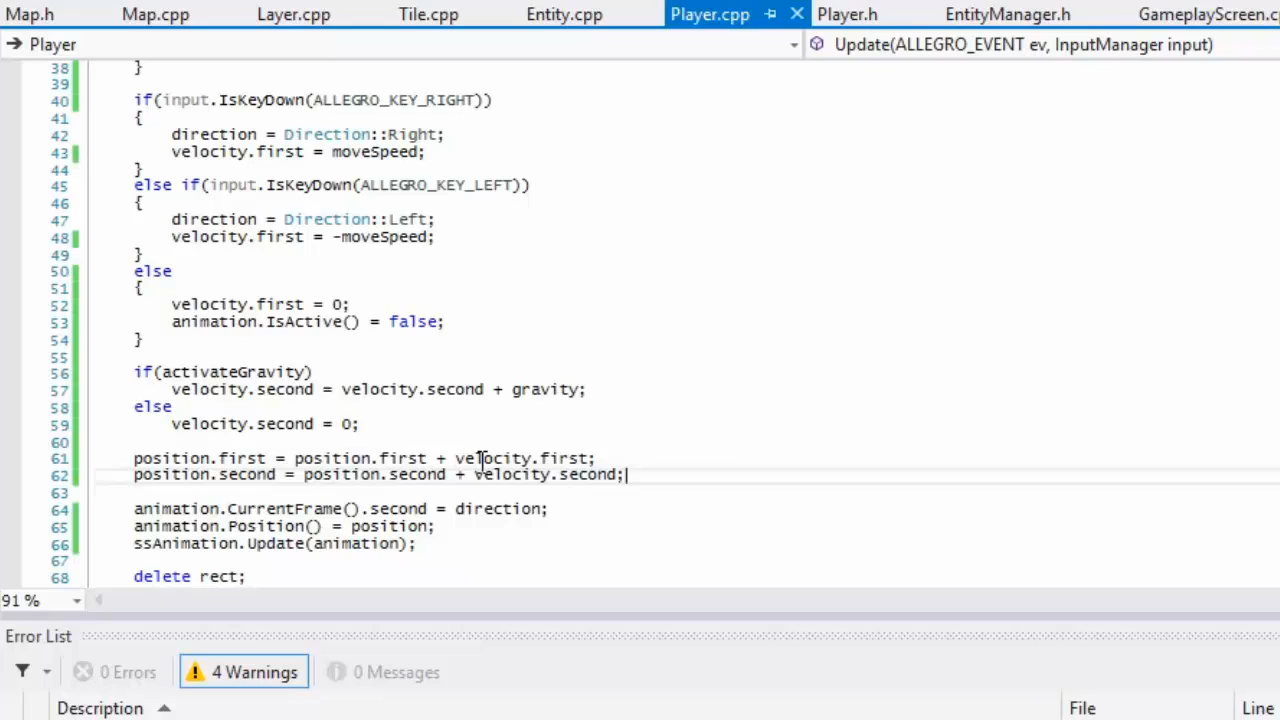 Map.h Map.cpp Layer.cpp Tile.cpp Entity.cpp Player.cpp Player.h EntityManager.h GameplayScreen.c
Player Update(ALLEGRO_EVENT ev, InputManager input)
38 }
39
40 if(input.IsKeyDown(ALLEGRO_KEY_RIGHT))
41 {
42 direction = Direction::Right;
43 velocity.first = moveSpeed;
44 }
45 else if(input.IsKeyDown(ALLEGRO_KEY_LEFT))
46 {
47 direction = Direction::Left;
48 velocity.first = -moveSpeed;
49 }
50 else
51 {
52 velocity.first = 0;
53 animation.IsActive() = false;
54 }
55
56 if(activateGravity)
57 velocity.second = velocity.second + gravity;
58 else
59 velocity.second = 0;
60
61 position.first = position.first + velocity.first;
62 position.second = position.second + velocity.second;
63
64 animation.CurrentFrame().second = direction;
65 animation.Position() = position;
66 ssAnimation.Update(animation);
67
68 delete rect;
91 %
Error List
0 Errors 4 Warnings 0 Messages
Description File Line